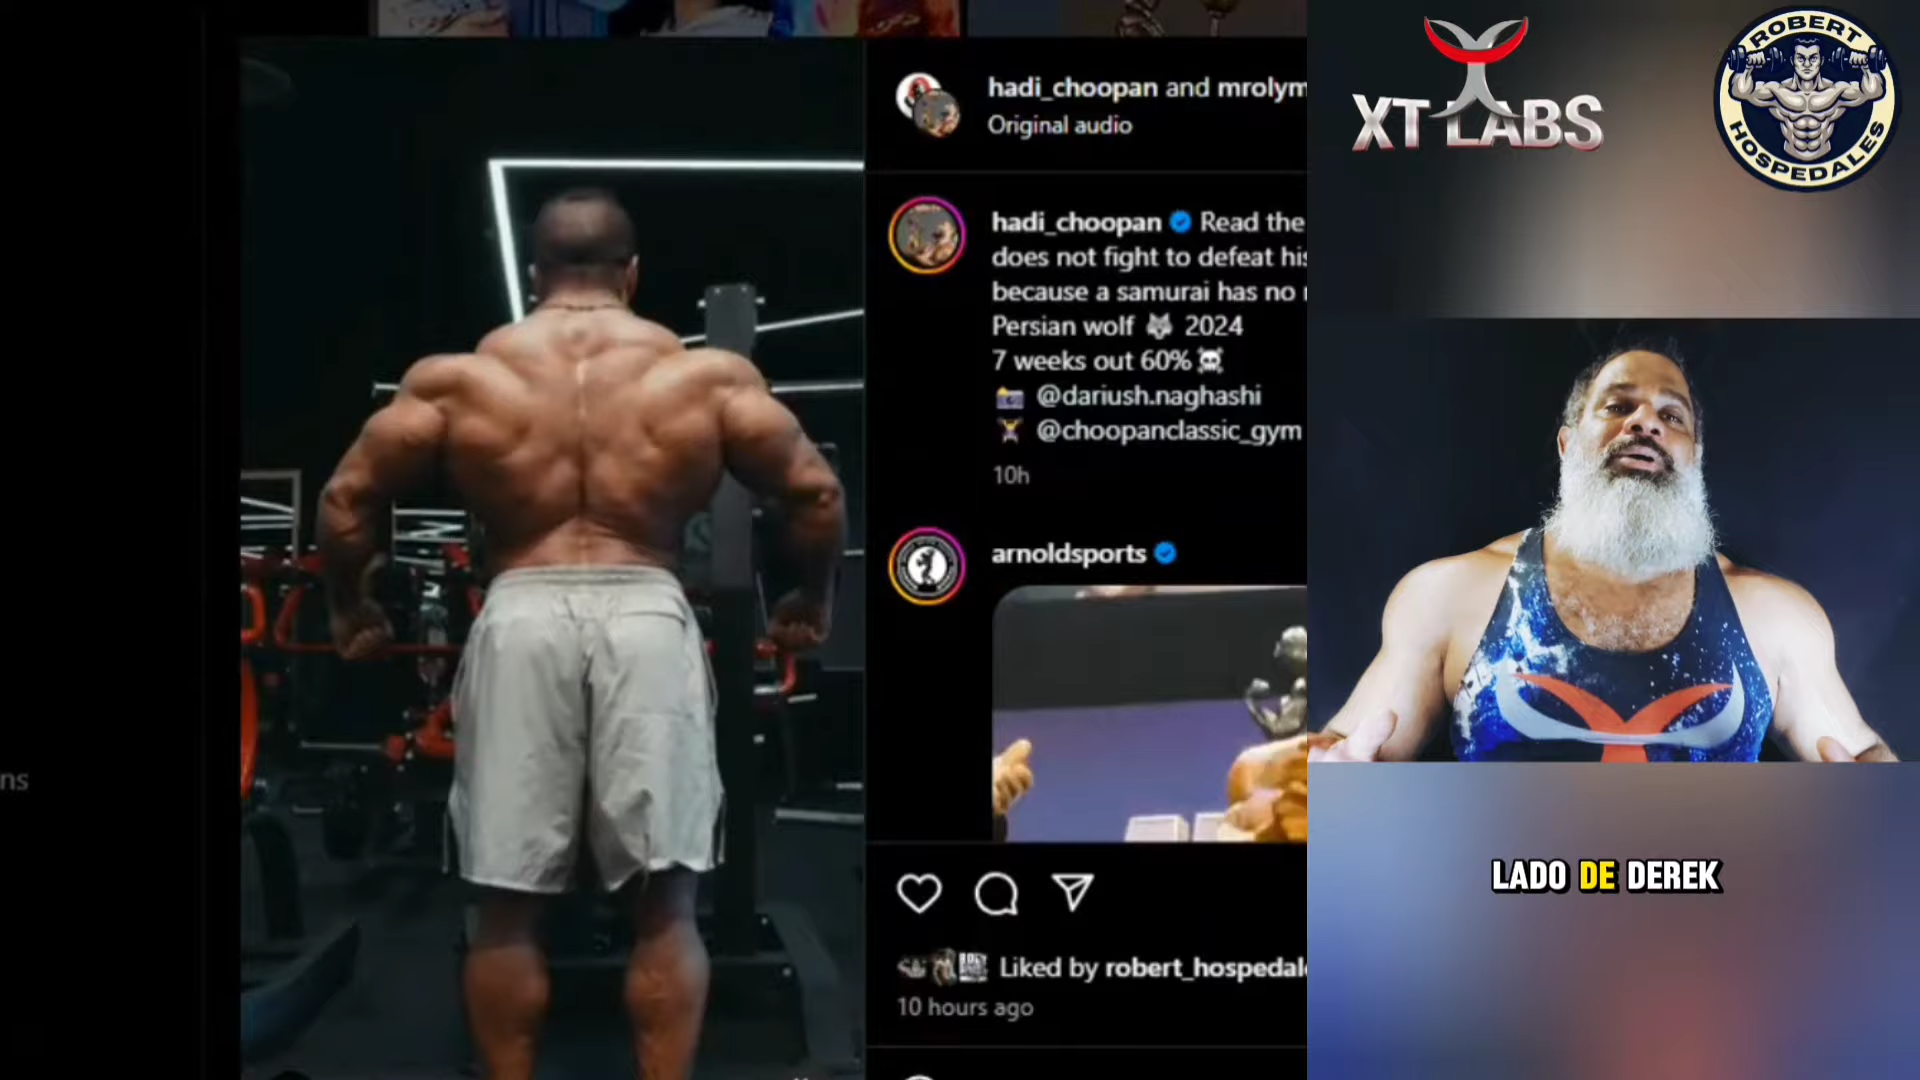 ns
hadi_choopan and mrolym
Original audio
hadi_choopan Read the
does not fight to defeat his
because a samurai has no
Persian wolf 🐺 2024
7 weeks out 60%☠
📷 @dariush.naghashi
🏋 @choopanclassic_gym
10h
arnoldsports
Liked by robert_hospedale
10 hours ago
XT LABS
ROBERT
HOSPEDALES
LADO DE DEREK